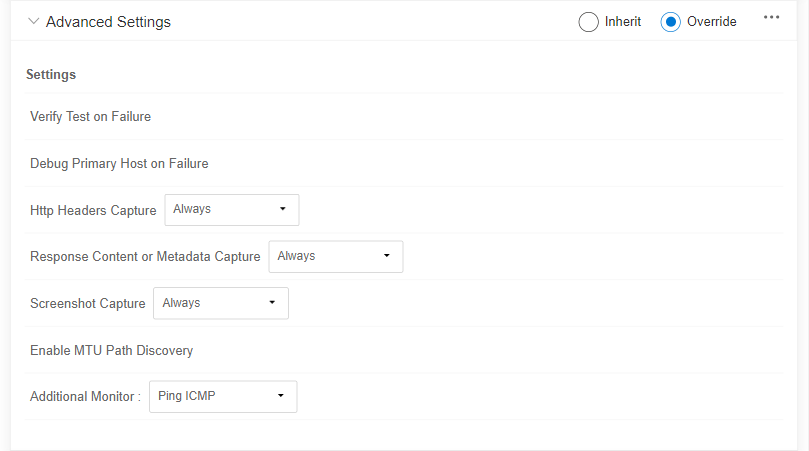 Advanced Settings Inherit Override ...
Settings
Verify Test on Failure
Debug Primary Host on Failure
Http Headers Capture Always
Response Content or Metadata Capture Always
Screenshot Capture Always
Enable MTU Path Discovery
Additional Monitor : Ping ICMP